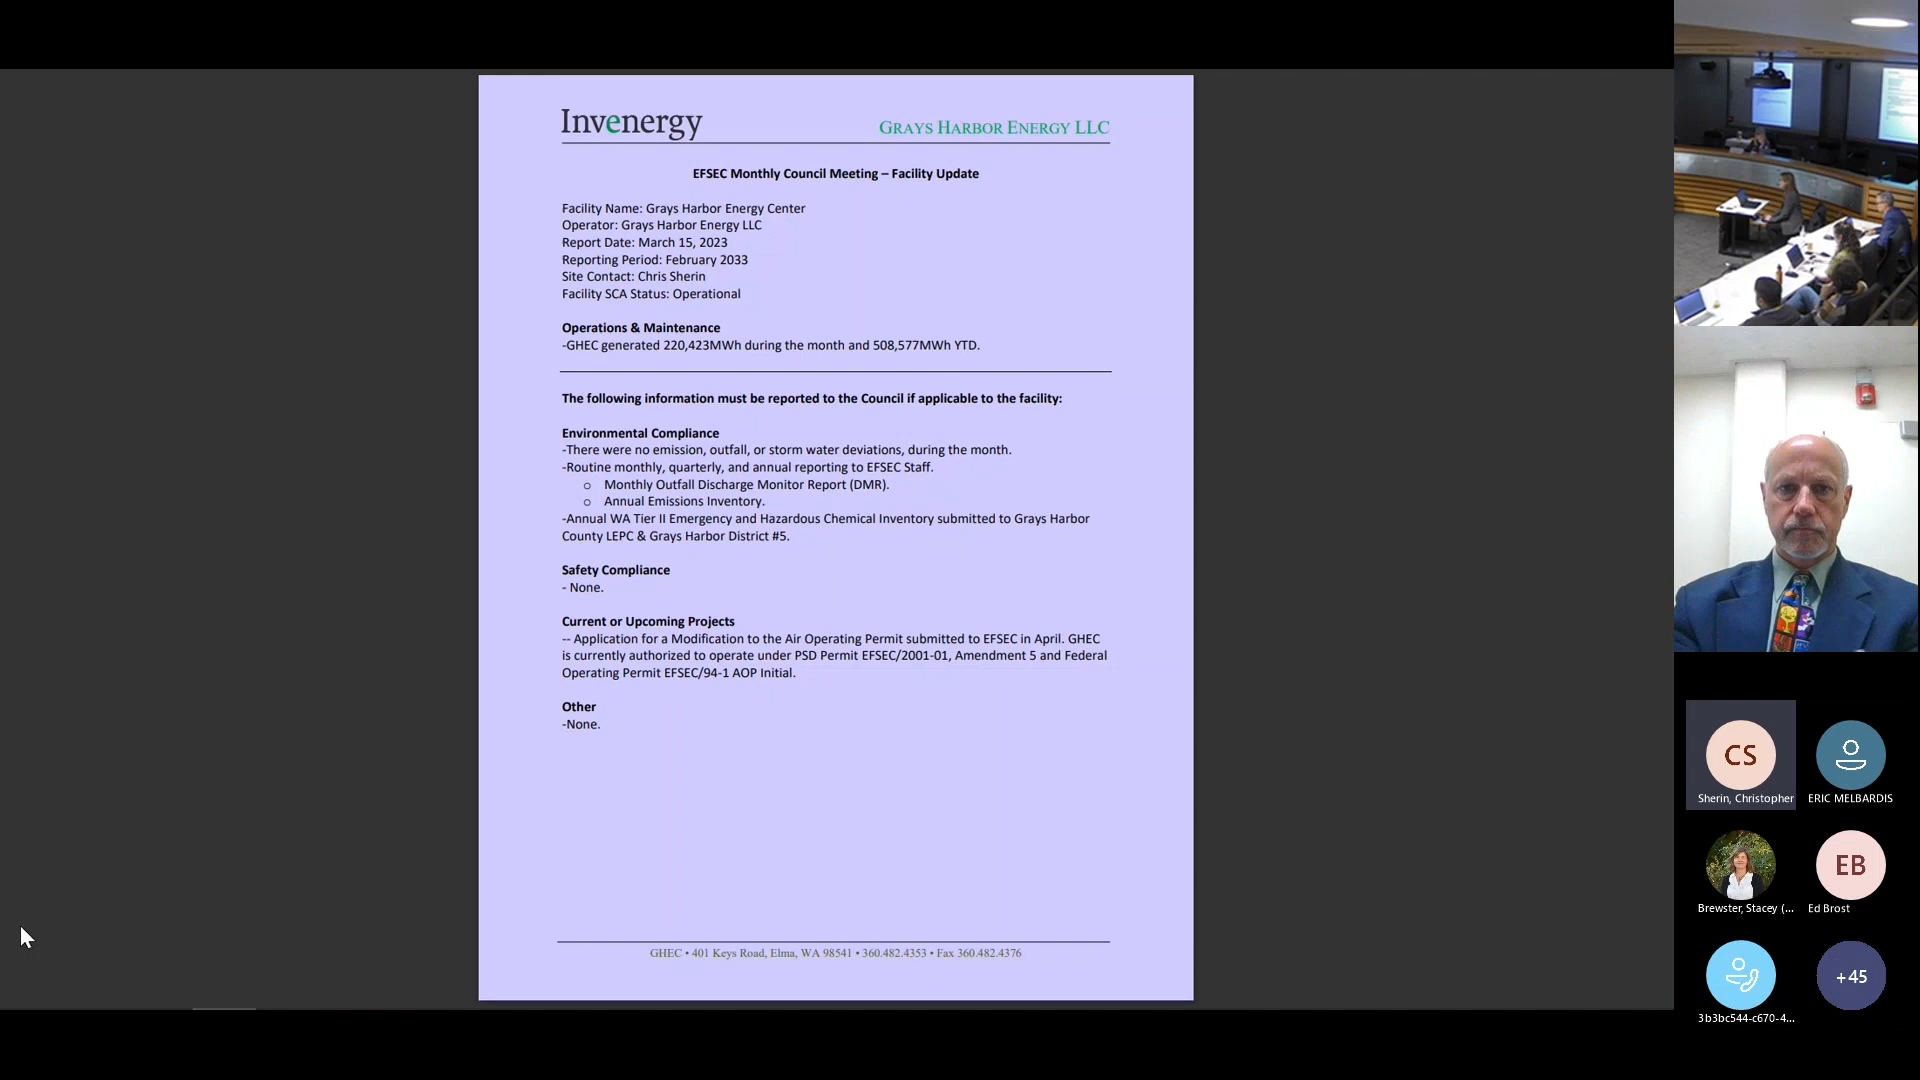 Invenergy
GRAYS HARBOR ENERGY LLC
EFSEC Monthly Council Meeting – Facility Update
Facility Name: Grays Harbor Energy Center
Operator: Grays Harbor Energy LLC
Report Date: March 15, 2023
Reporting Period: February 2033
Site Contact: Chris Sherin
Facility SCA Status: Operational
Operations & Maintenance
-GHEC generated 220,423MWh during the month and 508,577MWh YTD.
The following information must be reported to the Council if applicable to the facility:
Environmental Compliance
-There were no emission, outfall, or storm water deviations, during the month.
-Routine monthly, quarterly, and annual reporting to EFSEC Staff.
o Monthly Outfall Discharge Monitor Report (DMR).
o Annual Emissions Inventory.
-Annual WA Tier II Emergency and Hazardous Chemical Inventory submitted to Grays Harbor
County LEPC & Grays Harbor District #5.
Safety Compliance
- None.
Current or Upcoming Projects
-- Application for a Modification to the Air Operating Permit submitted to EFSEC in April. GHEC
is currently authorized to operate under PSD Permit EFSEC/2001-01, Amendment 5 and Federal
Operating Permit EFSEC/94-1 AOP Initial.
Other
-None.
GHEC • 401 Keys Road, Elma, WA 98541 • 360.482.4353 • Fax 360.482.4376
CS
Sherin, Christopher
ERIC MELBARDIS
Brewster, Stacey (...
EB
Ed Brost
3b3bc544-c670-4...
+45